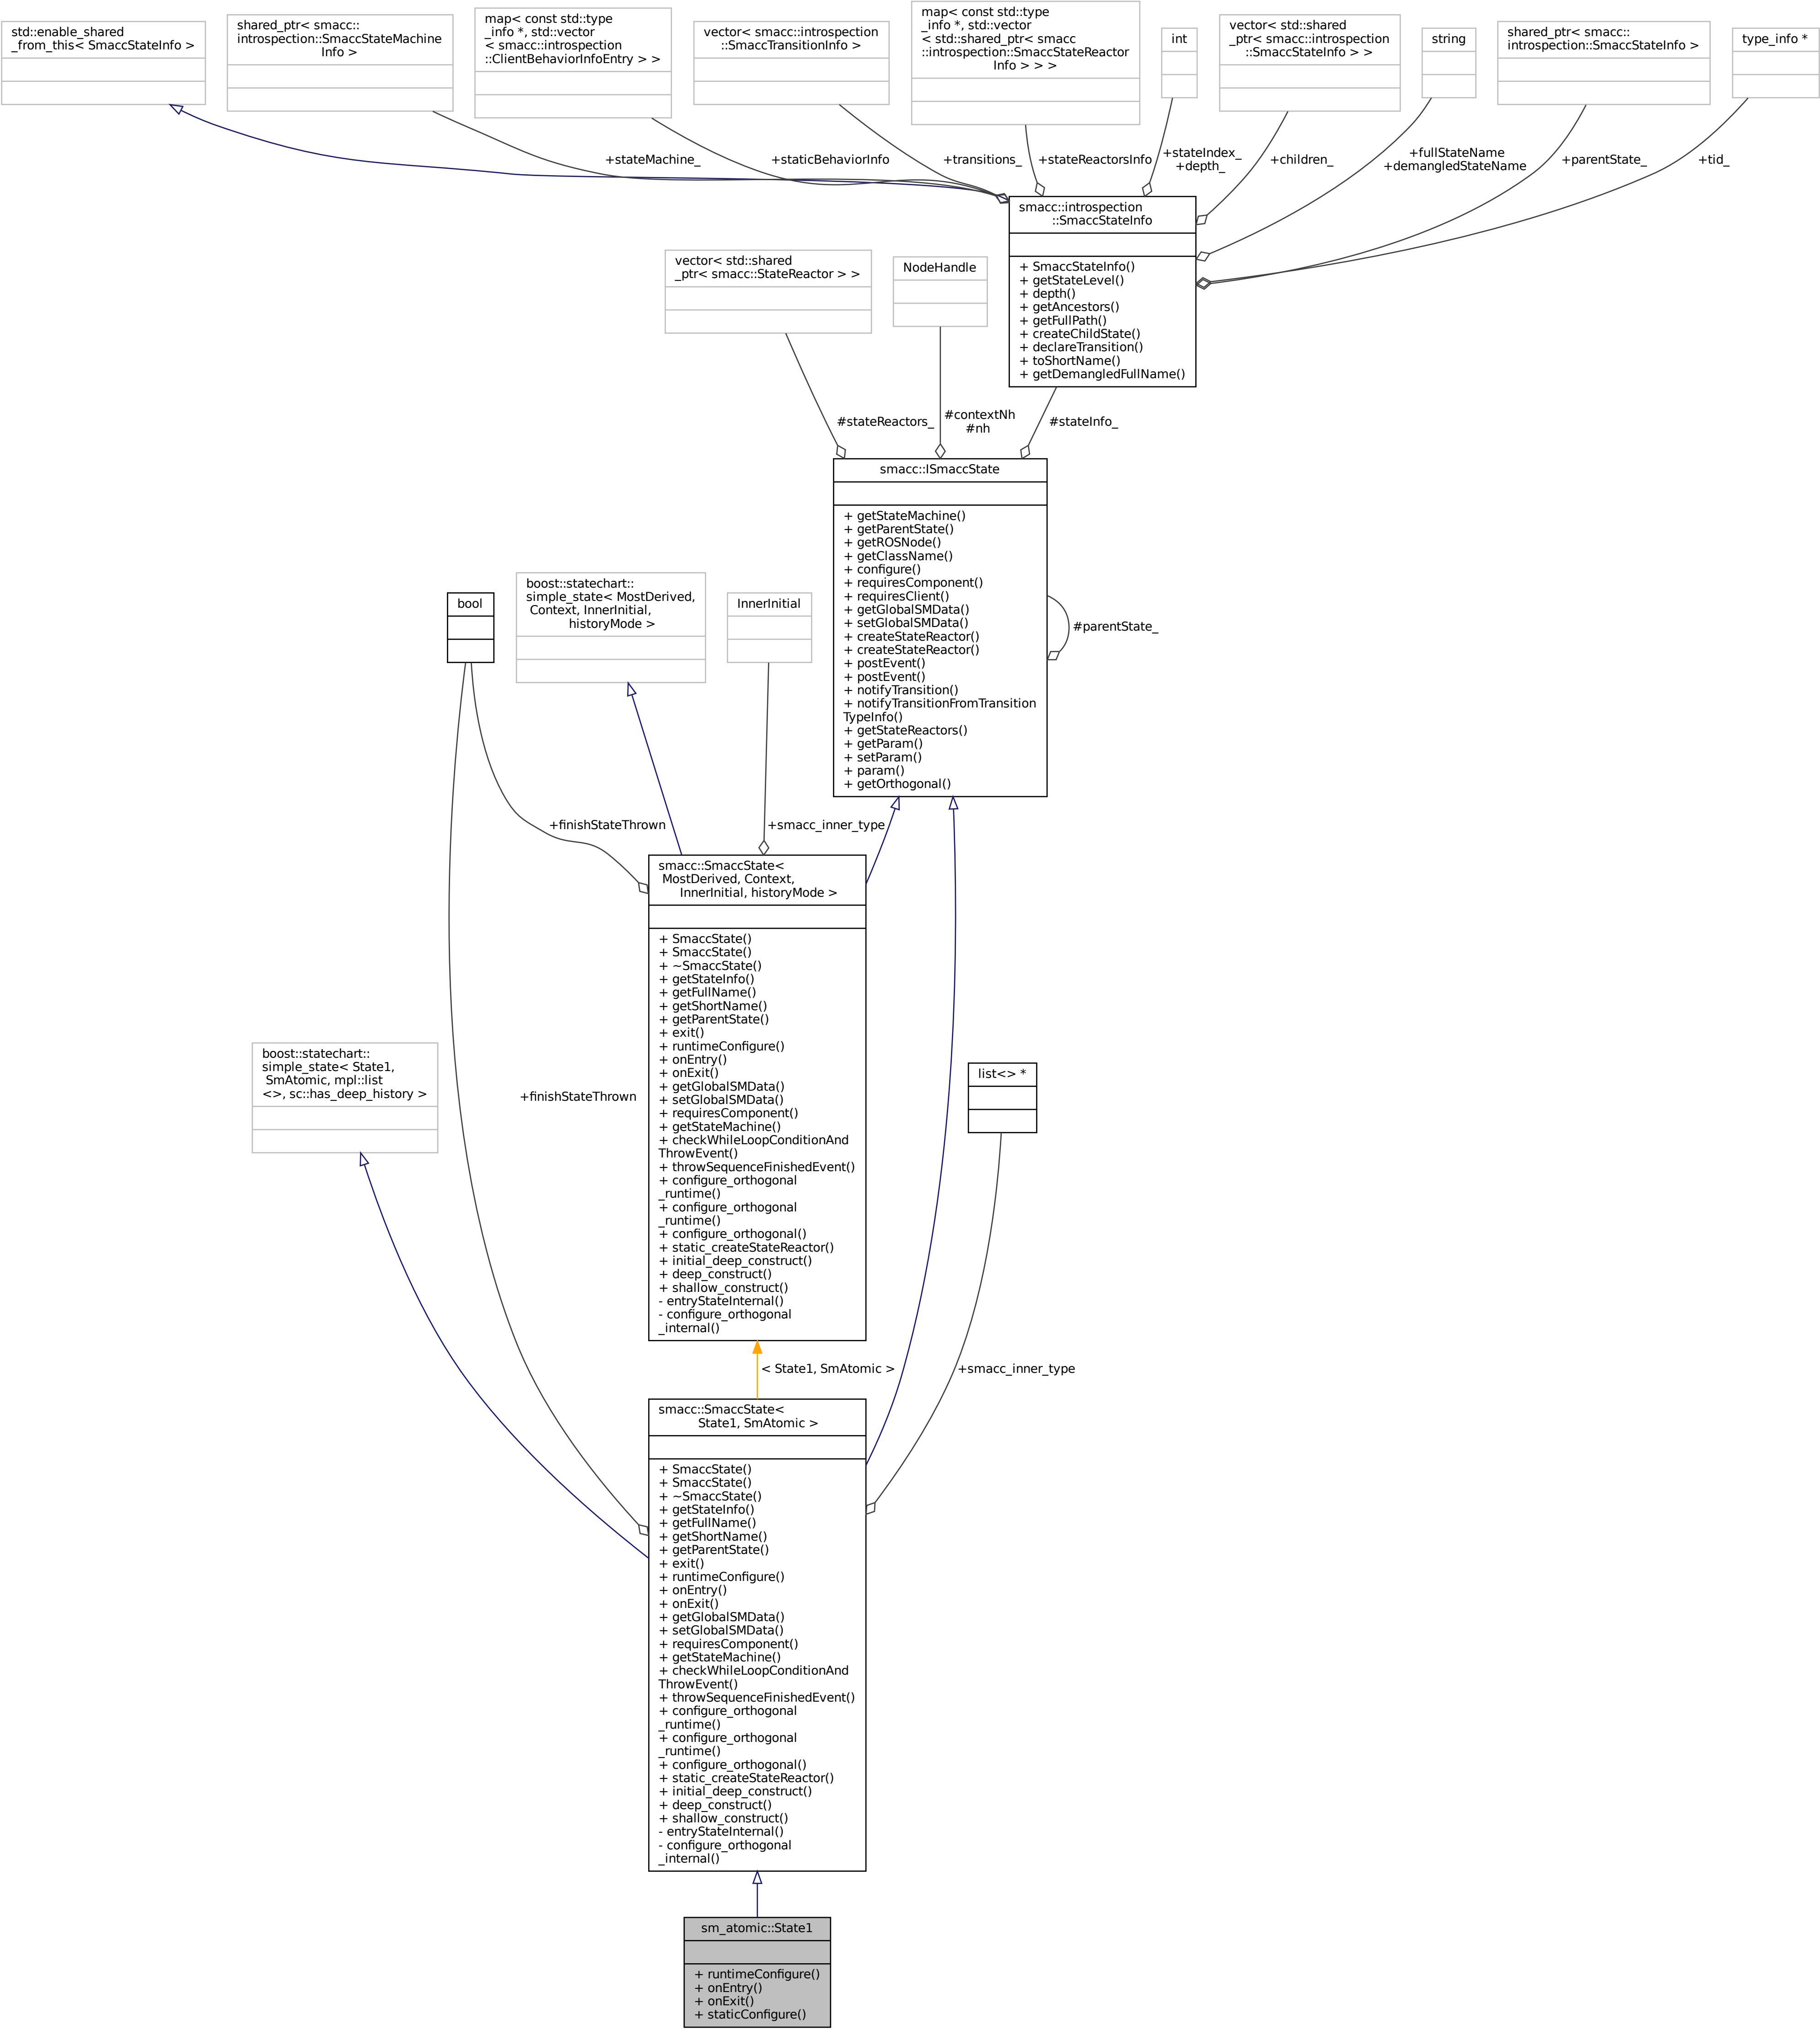 std::enable_shared
_from_this< SmaccStateInfo >
shared_ptr< smacc::
introspection::SmaccStateMachine
Info >
map< const std::type
_info *, std::vector
< smacc::introspection
::ClientBehaviorInfoEntry > >
vector< smacc::introspection
::SmaccTransitionInfo >
map< const std::type
_info *, std::vector
< std::shared_ptr< smacc
::introspection::SmaccStateReactor
Info > > >
int
vector< std::shared
_ptr< smacc::introspection
::SmaccStateInfo > >
string
shared_ptr< smacc::
introspection::SmaccStateInfo >
type_info *
+stateMachine_
+staticBehaviorInfo
+transitions_
+stateReactorsInfo
+stateIndex_
+depth_
+children_
+fullStateName
+demangledStateName
+parentState_
+tid_
smacc::introspection
::SmaccStateInfo
+ SmaccStateInfo()
+ getStateLevel()
+ depth()
+ getAncestors()
+ getFullPath()
+ createChildState()
+ declareTransition()
+ toShortName()
+ getDemangledFullName()
vector< std::shared
_ptr< smacc::StateReactor > >
NodeHandle
#stateReactors_
#contextNh
#nh
#stateInfo_
smacc::ISmaccState
+ getStateMachine()
+ getParentState()
+ getROSNode()
+ getClassName()
+ configure()
+ requiresComponent()
+ requiresClient()
+ getGlobalSMData()
+ setGlobalSMData()
+ createStateReactor()
+ createStateReactor()
+ postEvent()
+ postEvent()
+ notifyTransition()
+ notifyTransitionFromTransition
TypeInfo()
+ getStateReactors()
+ getParam()
+ setParam()
+ param()
+ getOrthogonal()
#parentState_
bool
boost::statechart::
simple_state< MostDerived,
Context, InnerInitial,
historyMode >
InnerInitial
+finishStateThrown
+smacc_inner_type
smacc::SmaccState<
MostDerived, Context,
InnerInitial, historyMode >
+ SmaccState()
+ SmaccState()
+ ~SmaccState()
+ getStateInfo()
+ getFullName()
+ getShortName()
+ getParentState()
+ exit()
+ runtimeConfigure()
+ onEntry()
+ onExit()
+ getGlobalSMData()
+ setGlobalSMData()
+ requiresComponent()
+ getStateMachine()
+ checkWhileLoopConditionAnd
ThrowEvent()
+ throwSequenceFinishedEvent()
+ configure_orthogonal
_runtime()
+ configure_orthogonal
_runtime()
+ configure_orthogonal()
+ static_createStateReactor()
+ initial_deep_construct()
+ deep_construct()
+ shallow_construct()
- entryStateInternal()
- configure_orthogonal
_internal()
boost::statechart::
simple_state< State1,
SmAtomic, mpl::list
<>, sc::has_deep_history >
+finishStateThrown
list<> *
< State1, SmAtomic >
+smacc_inner_type
smacc::SmaccState<
State1, SmAtomic >
+ SmaccState()
+ SmaccState()
+ ~SmaccState()
+ getStateInfo()
+ getFullName()
+ getShortName()
+ getParentState()
+ exit()
+ runtimeConfigure()
+ onEntry()
+ onExit()
+ getGlobalSMData()
+ setGlobalSMData()
+ requiresComponent()
+ getStateMachine()
+ checkWhileLoopConditionAnd
ThrowEvent()
+ throwSequenceFinishedEvent()
+ configure_orthogonal
_runtime()
+ configure_orthogonal
_runtime()
+ configure_orthogonal()
+ static_createStateReactor()
+ initial_deep_construct()
+ deep_construct()
+ shallow_construct()
- entryStateInternal()
- configure_orthogonal
_internal()
sm_atomic::State1
+ runtimeConfigure()
+ onEntry()
+ onExit()
+ staticConfigure()